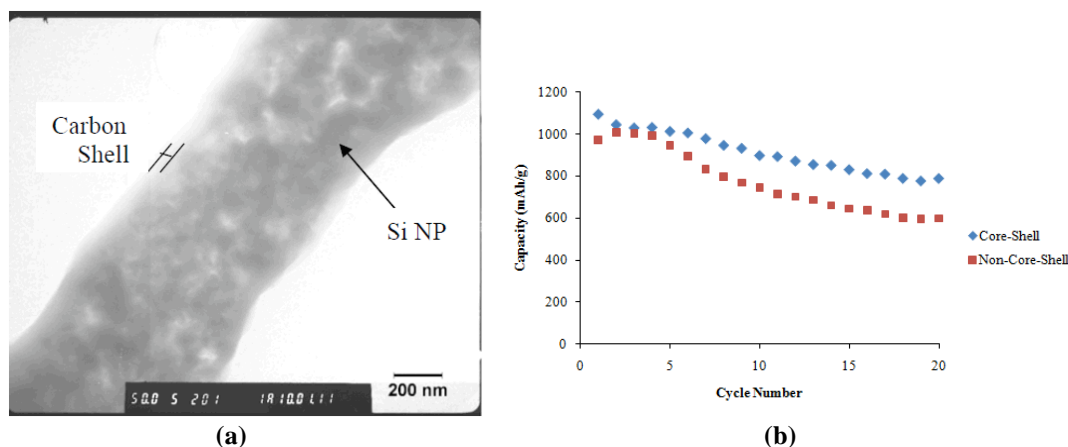 Carbon
Shell
Si NP
200 nm
(a)
Capacity (mAh/g)
1200
1000
800
600
400
200
0
0
5
10
15
20
Cycle Number
Core-Shell
Non-Core-Shell
(b)